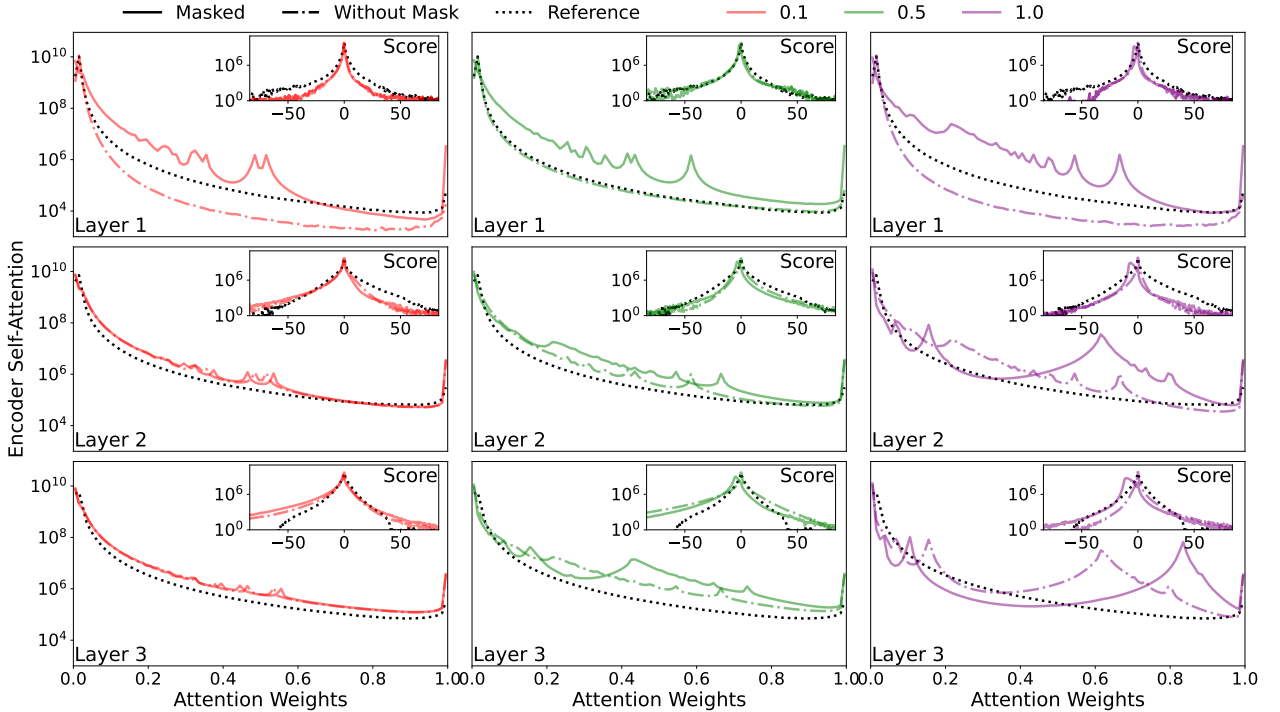 Masked Without Mask Reference 0.1 0.5 1.0
Encoder Self-Attention
10^10
10^8
10^6
10^4
Layer 1
Score
10^6
10^0
−50 0 50
Layer 1
Score
10^6
10^0
−50 0 50
Layer 1
Score
10^6
10^0
−50 0 50
10^10
10^8
10^6
10^4
Layer 2
Score
10^6
10^0
−50 0 50
Layer 2
Score
10^6
10^0
−50 0 50
Layer 2
Score
10^6
10^0
−50 0 50
10^10
10^8
10^6
10^4
Layer 3
Score
10^6
10^0
−50 0 50
Layer 3
Score
10^6
10^0
−50 0 50
Layer 3
Score
10^6
10^0
−50 0 50
0.0 0.2 0.4 0.6 0.8 1.0
0.0 0.2 0.4 0.6 0.8 1.0
0.0 0.2 0.4 0.6 0.8 1.0
Attention Weights
Attention Weights
Attention Weights